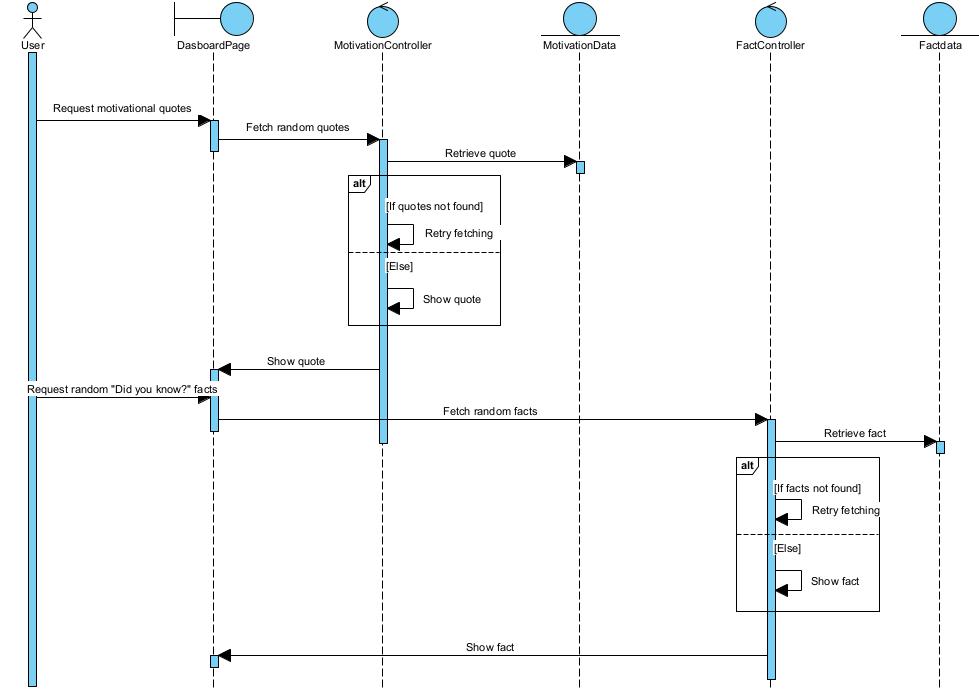 User
DasboardPage
MotivationController
MotivationData
FactController
Factdata
Request motivational quotes
Fetch random quotes
Retrieve quote
alt
[If quotes not found]
Retry fetching
[Else]
Show quote
Show quote
Request random "Did you know?" facts
Fetch random facts
Retrieve fact
alt
[If facts not found]
Retry fetching
[Else]
Show fact
Show fact